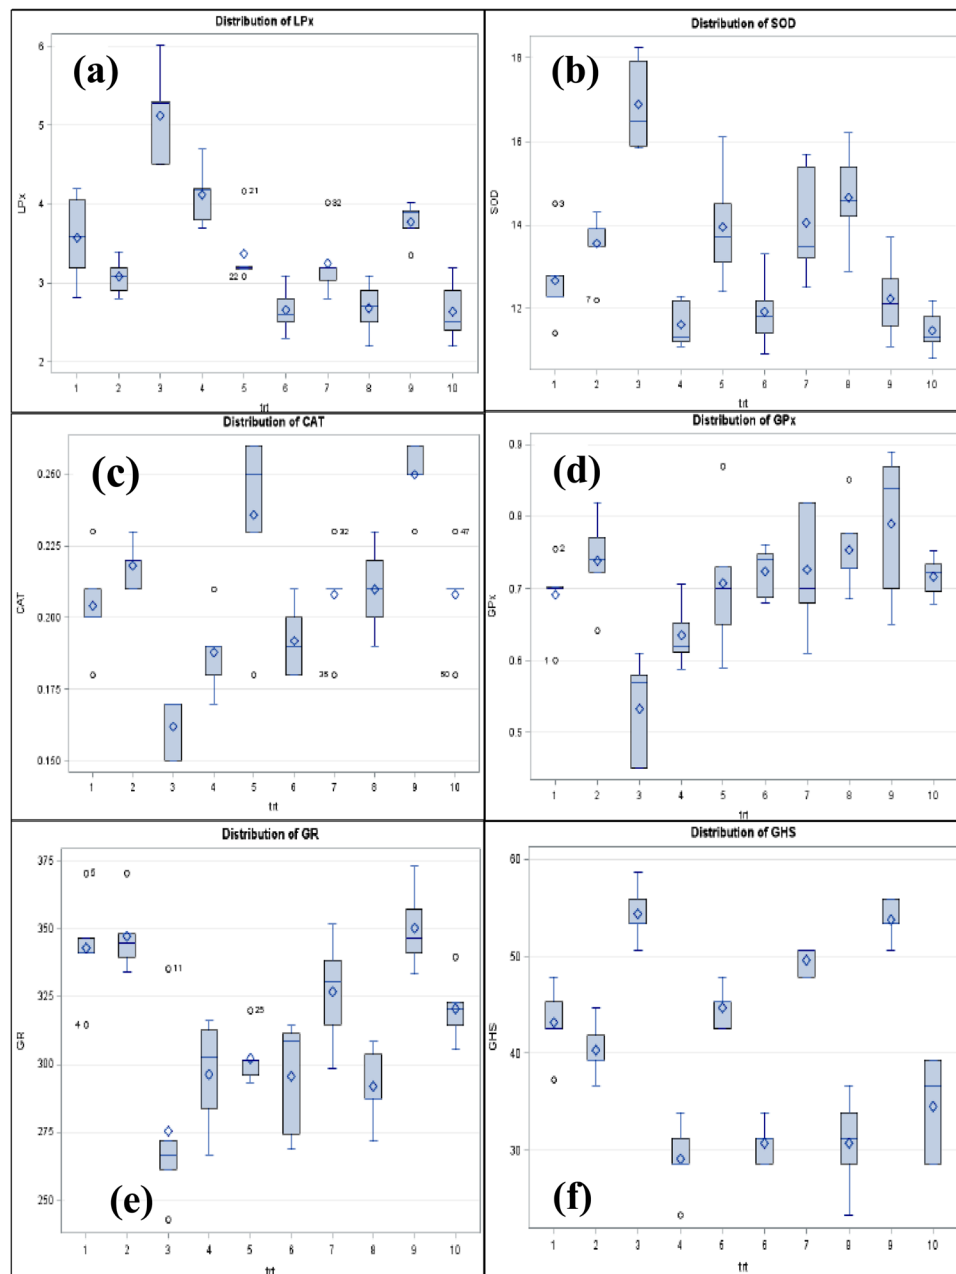 Distribution of LPx
(a)
6
5
4
3
2
LPx
21
22
32
1 2 3 4 5 6 7 8 9 10
trt
Distribution of SOD
(b)
18
16
14
12
SOD
3
7
1 2 3 4 5 6 7 8 9 10
Distribution of CAT
(c)
0.260
0.225
0.200
0.175
0.150
CAT
32
35
47
50
1 2 3 4 5 6 7 8 9 10
trt
Distribution of GPx
(d)
0.9
0.8
0.7
0.6
0.5
GPx
2
1
1 2 3 4 5 6 7 8 9 10
trt
Distribution of GR
(e)
375
350
325
300
275
250
GR
5
4
11
25
1 2 3 4 5 6 7 8 9 10
trt
Distribution of GHS
(f)
60
50
40
30
GHS
1 2 3 4 5 6 7 8 9 10
trt